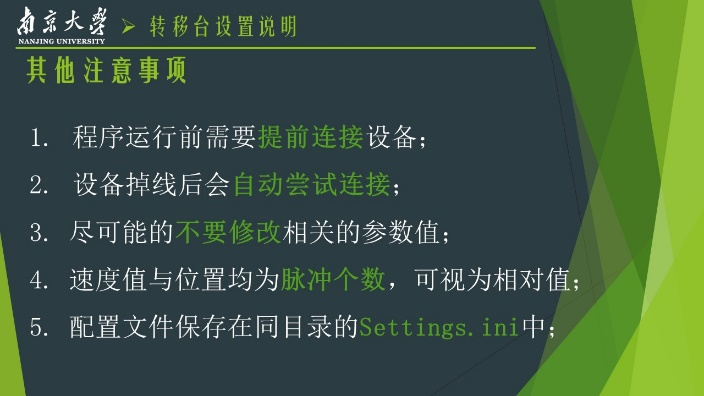 南京大學
NANJING UNIVERSITY
➢ 转移台设置说明
其他注意事项
1. 程序运行前需要提前连接设备；
2. 设备掉线后会自动尝试连接；
3. 尽可能的不要修改相关的参数值；
4. 速度值与位置均为脉冲个数，可视为相对值；
5. 配置文件保存在同目录的Settings.ini中；